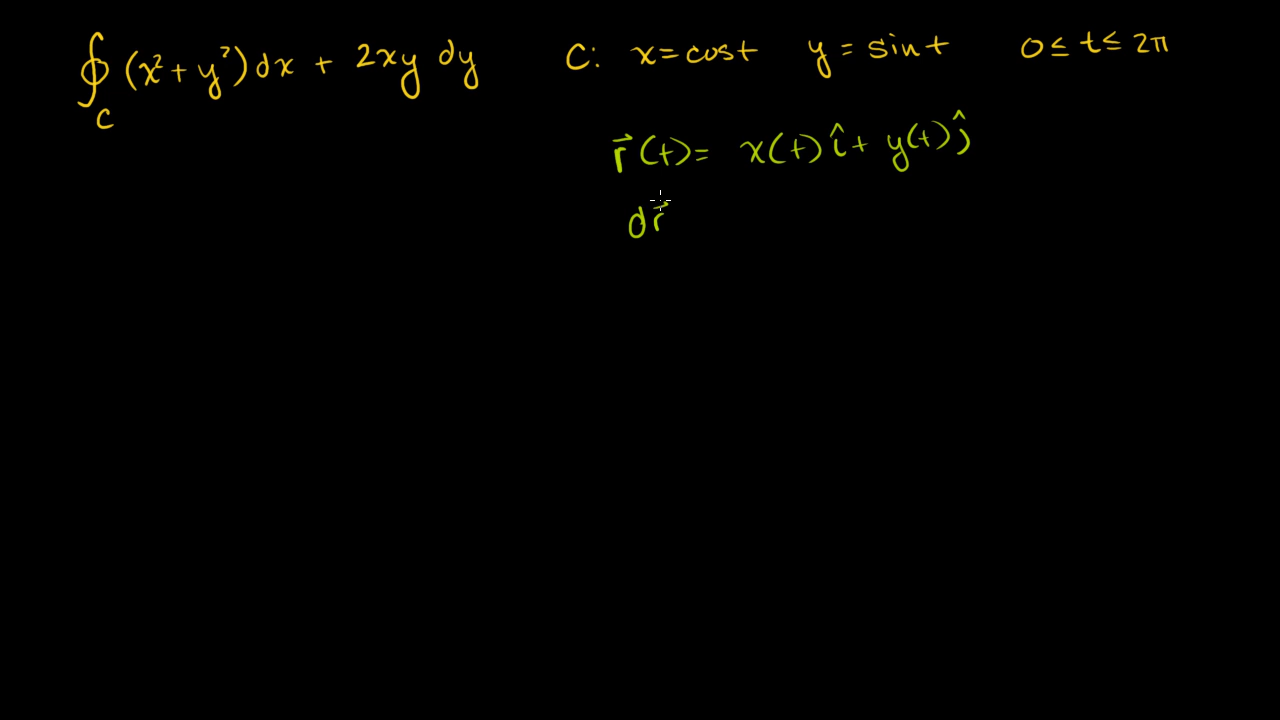 ∮_C (x² + y²) dx + 2xy dy   C: x = cos t   y = sin t   0 ≤ t ≤ 2π
r⃗(t) = x(t) î + y(t) ĵ
dr⃗